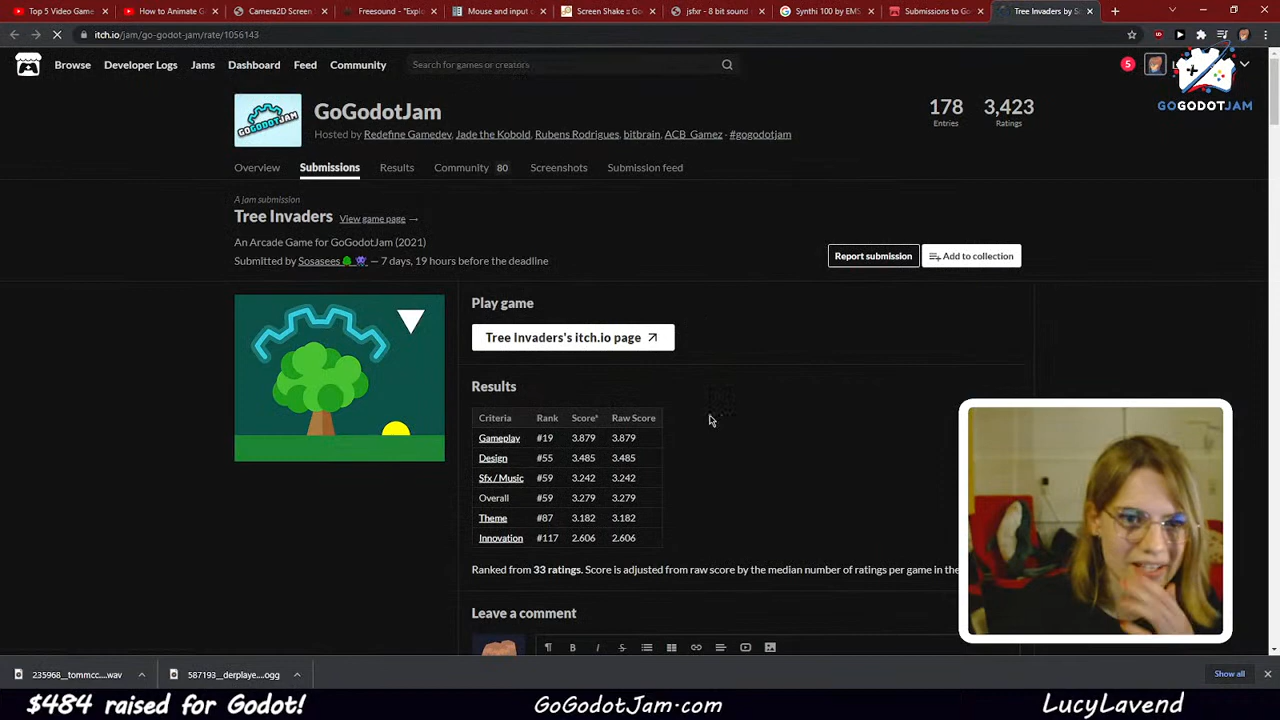 Top 5 Video Game
How to Animate G
Camera2D Screen
Freesound - "Expl
Mouse and input c
Screen Shake :: Go
jsfxr - 8 bit sound
Synthi 100 by EMS
Submissions to Go
Tree Invaders by S
itch.io/jam/go-godot-jam/rate/1056143
Browse
Developer Logs
Jams
Dashboard
Feed
Community
Search for games or creators
5
GOGODOTJAM
GOGODOTJAM
GoGodotJam
178
Entries
3,423
Ratings
Hosted by Redefine Gamedev, Jade the Kobold, Rubens Rodrigues, bitbrain, ACB_Gamez · #gogodotjam
Overview
Submissions
Results
Community 80
Screenshots
Submission feed
A jam submission
Tree Invaders View game page →
An Arcade Game for GoGodotJam (2021)
Submitted by Sosasees — 7 days, 19 hours before the deadline
Report submission
Add to collection
Play game
Tree Invaders's itch.io page
Results
Criteria Rank Score* Raw Score
Gameplay #19 3.879 3.879
Design #55 3.485 3.485
Sfx / Music #59 3.242 3.242
Overall #59 3.279 3.279
Theme #87 3.182 3.182
Innovation #117 2.606 2.606
Ranked from 33 ratings. Score is adjusted from raw score by the median number of ratings per game in the
Leave a comment
235968__tommcc....wav
587193__derplaye....ogg
Show all
$484 raised for Godot!
GoGodotJam.com
LucyLavend